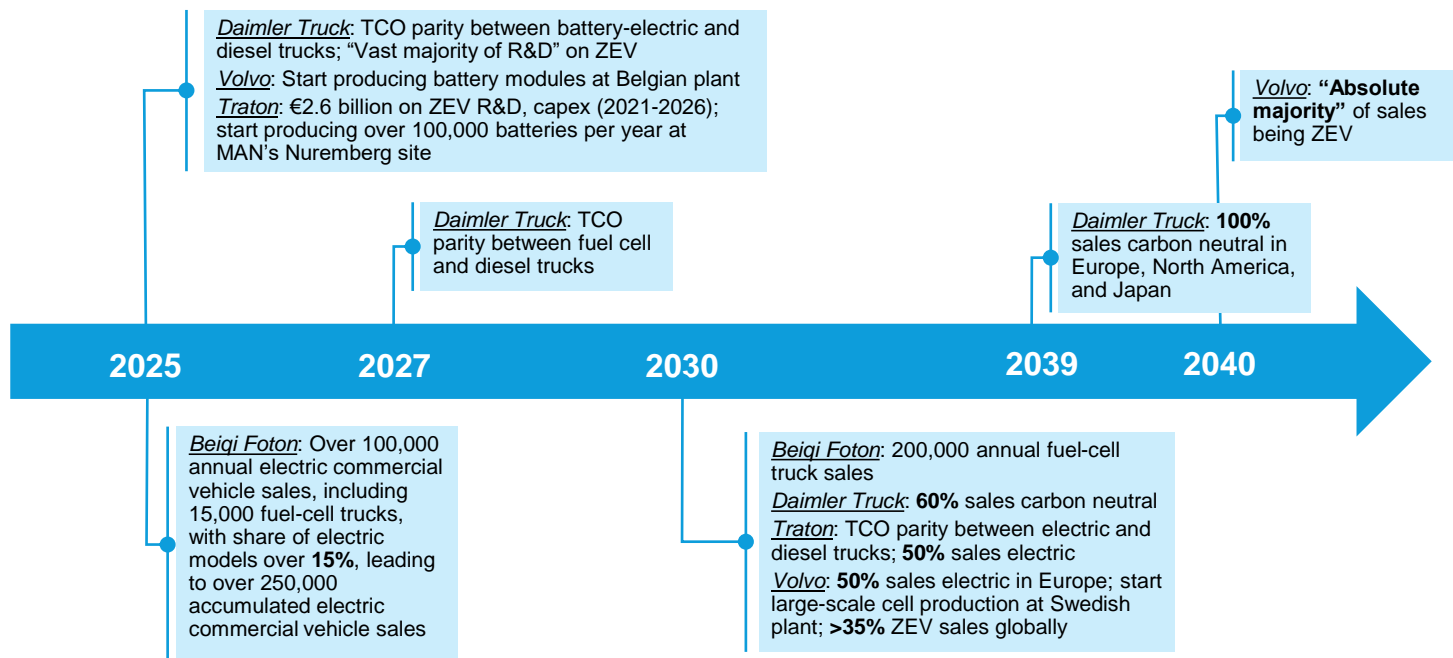 Daimler Truck: TCO parity between battery-electric and
diesel trucks; “Vast majority of R&D” on ZEV
Volvo: Start producing battery modules at Belgian plant
Traton: €2.6 billion on ZEV R&D, capex (2021-2026);
start producing over 100,000 batteries per year at
MAN’s Nuremberg site
Volvo: “Absolute
majority” of sales
being ZEV
Daimler Truck: TCO
parity between fuel cell
and diesel trucks
Daimler Truck: 100%
sales carbon neutral in
Europe, North America,
and Japan
2025
2027
2030
2039
2040
Beiqi Foton: Over 100,000
annual electric commercial
vehicle sales, including
15,000 fuel-cell trucks,
with share of electric
models over 15%, leading
to over 250,000
accumulated electric
commercial vehicle sales
Beiqi Foton: 200,000 annual fuel-cell
truck sales
Daimler Truck: 60% sales carbon neutral
Traton: TCO parity between electric and
diesel trucks; 50% sales electric
Volvo: 50% sales electric in Europe; start
large-scale cell production at Swedish
plant; >35% ZEV sales globally